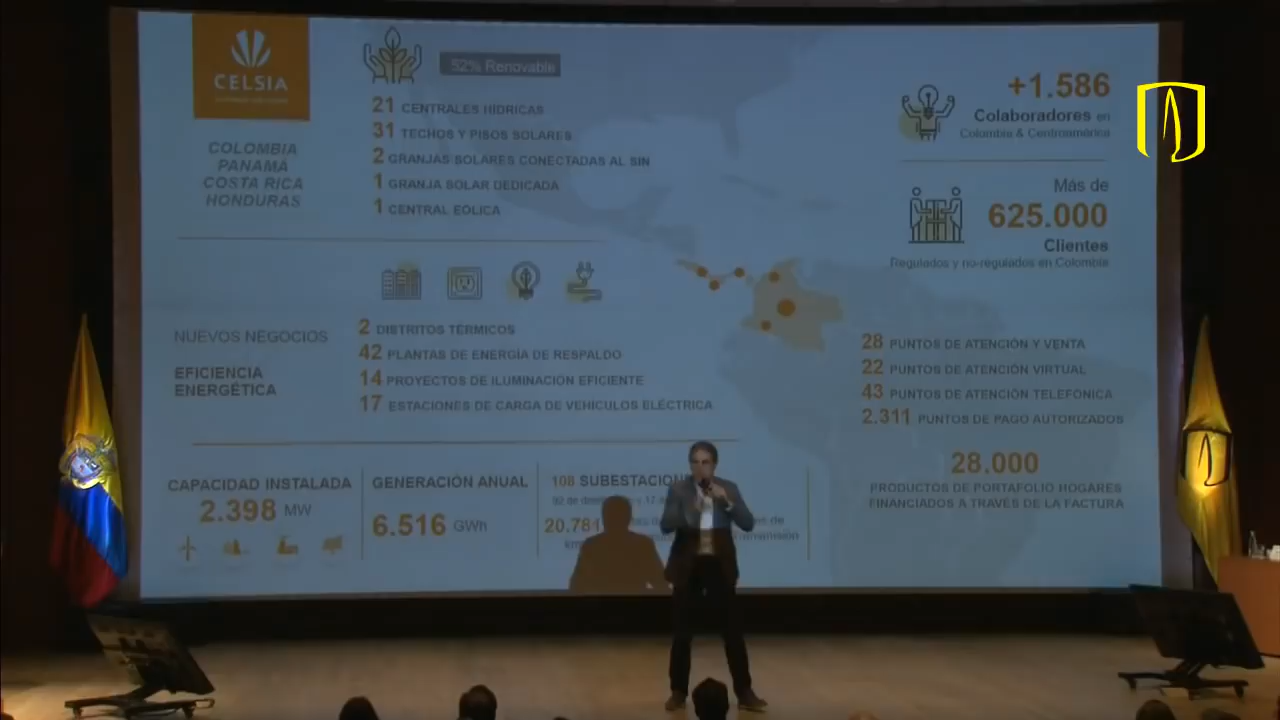 CELSIA
COLOMBIA
PANAMÁ
COSTA RICA
HONDURAS
52% Renovable
21 CENTRALES HÍDRICAS
31 TECHOS Y PISOS SOLARES
2 GRANJAS SOLARES CONECTADAS AL SIN
1 GRANJA SOLAR DEDICADA
1 CENTRAL EÓLICA
+1.586
Colaboradores en
Colombia & Centroamérica
Más de
625.000
Clientes
Regulados y no-regulados en Colombia
NUEVOS NEGOCIOS
EFICIENCIA
ENERGÉTICA
2 DISTRITOS TÉRMICOS
42 PLANTAS DE ENERGÍA DE RESPALDO
14 PROYECTOS DE ILUMINACIÓN EFICIENTE
17 ESTACIONES DE CARGA DE VEHÍCULOS ELÉCTRICA
28 PUNTOS DE ATENCIÓN Y VENTA
22 PUNTOS DE ATENCIÓN VIRTUAL
43 PUNTOS DE ATENCIÓN TELEFÓNICA
2.311 PUNTOS DE PAGO AUTORIZADOS
28.000
PRODUCTOS DE PORTAFOLIO HOGARES
FINANCIADOS A TRAVÉS DE LA FACTURA
CAPACIDAD INSTALADA
2.398 MW
GENERACIÓN ANUAL
6.516 GWh
108
92 de
20.781
de